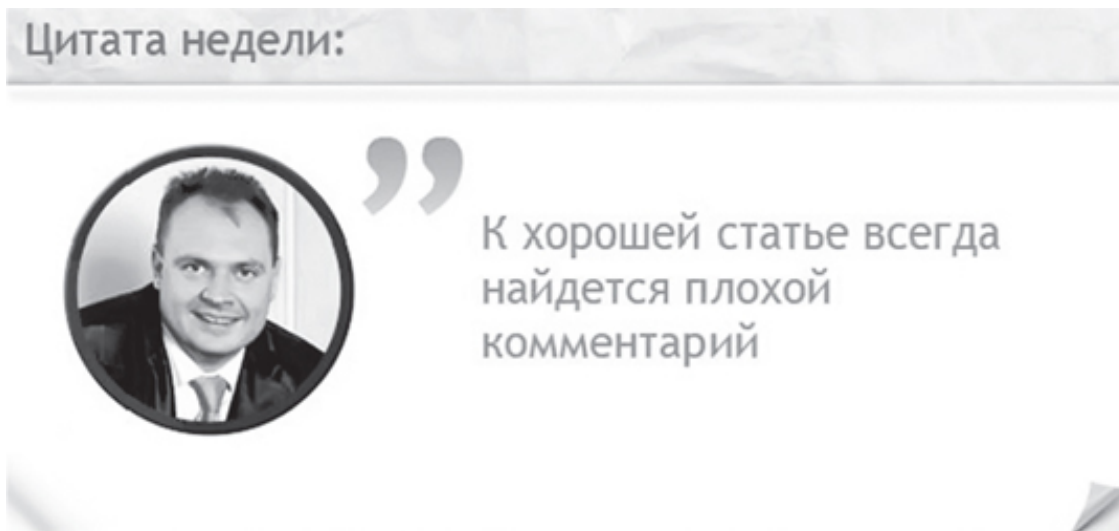 Цитата недели:
К хорошей статье всегда
найдется плохой
комментарий